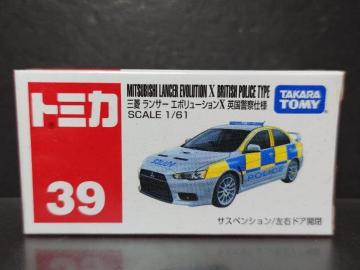 トミカ
39
MITSUBISHI LANCER EVOLUTION X BRITISH POLICE TYPE
三菱 ランサー エボリューションX 英国警察仕様
SCALE 1/61
TAKARA
TOMY
POLICE
サスペンション/左右ドア開閉